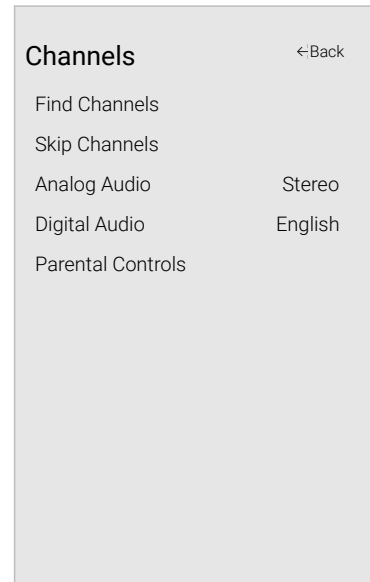 Channels ←Back
Find Channels
Skip Channels
Analog Audio Stereo
Digital Audio English
Parental Controls